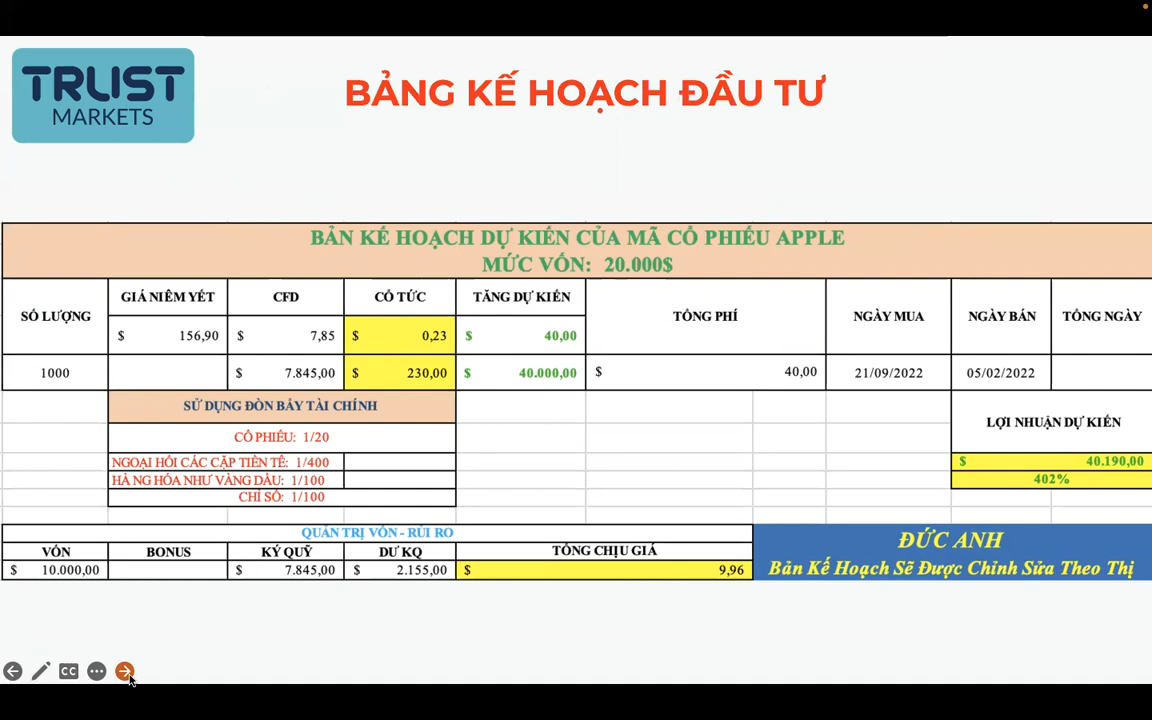 TRUST
MARKETS
BẢNG KẾ HOẠCH ĐẦU TƯ
BẢN KẾ HOẠCH DỰ KIẾN CỦA MÃ CỔ PHIẾU APPLE
MỨC VỐN: 20.000$
SỐ LƯỢNG GIÁ NIÊM YẾT CFD CỔ TỨC TĂNG DỰ KIẾN TỔNG PHÍ NGÀY MUA NGÀY BÁN TỔNG NGÀY
$ 156,90 $ 7,85 $ 0,23 $ 40,00
1000 $ 7.845,00 $ 230,00 $ 40.000,00 $ 40,00 21/09/2022 05/02/2022
SỬ DỤNG ĐÒN BẢY TÀI CHÍNH
LỢI NHUẬN DỰ KIẾN
CỔ PHIẾU: 1/20
NGOẠI HỐI CÁC CẶP TIỀN TỆ: 1/400 $ 40.190,00
HÀNG HÓA NHƯ VÀNG DẦU: 1/100 402%
CHỈ SỐ: 1/100
QUẢN TRỊ VỐN - RỦI RO
VỐN BONUS KÝ QUỸ DƯ KQ TỔNG CHỊU GIÁ
$ 10.000,00 $ 7.845,00 $ 2.155,00 $ 9,96
ĐỨC ANH
Bản Kế Hoạch Sẽ Được Chỉnh Sửa Theo Thị
CC